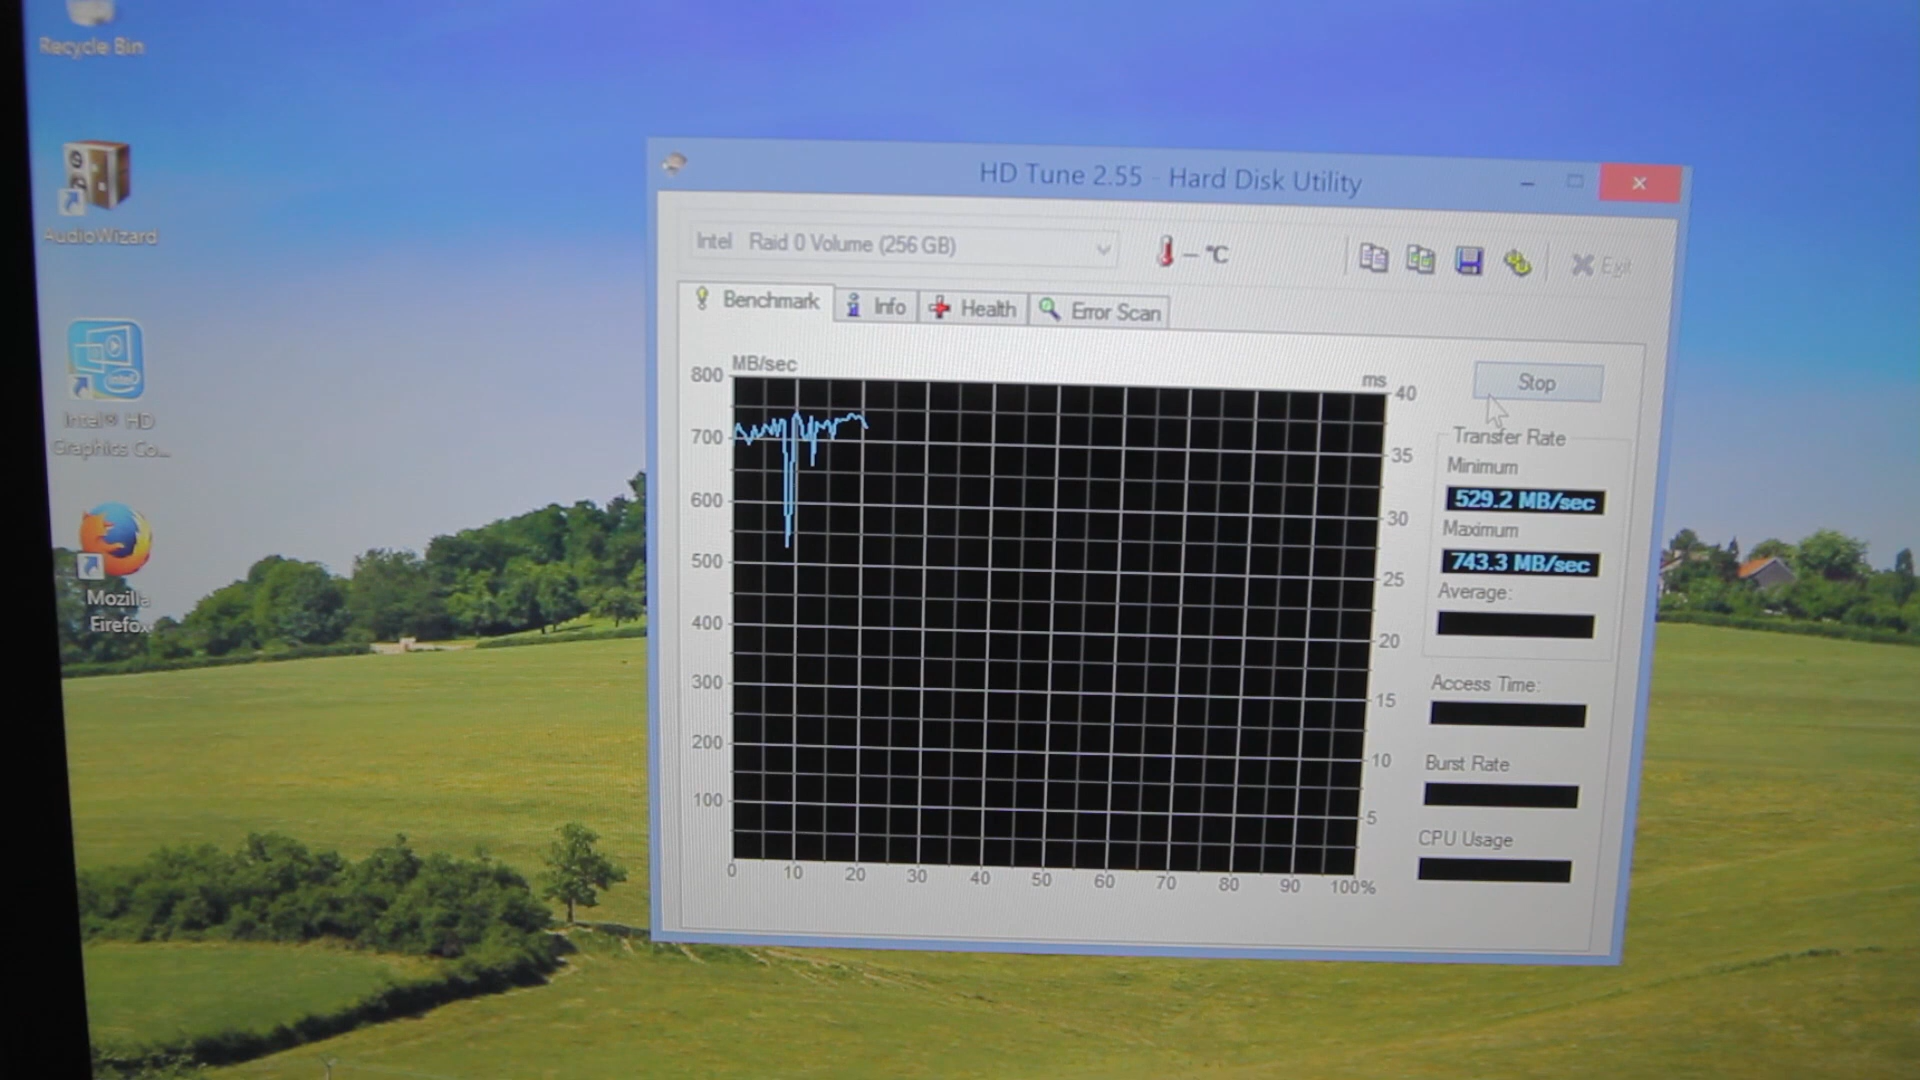 Recycle Bin
AudioWizard
Intel® HD
Graphics Co...
Mozilla
Firefox
HD Tune 2.55 - Hard Disk Utility
Intel Raid 0 Volume (256 GB)
– °C
Exit
Benchmark
Info
Health
Error Scan
MB/sec
ms
800
700
600
500
400
300
200
100
40
35
30
25
20
15
10
5
0 10 20 30 40 50 60 70 80 90 100%
Stop
Transfer Rate
Minimum
529.2 MB/sec
Maximum
743.3 MB/sec
Average:
Access Time:
Burst Rate
CPU Usage